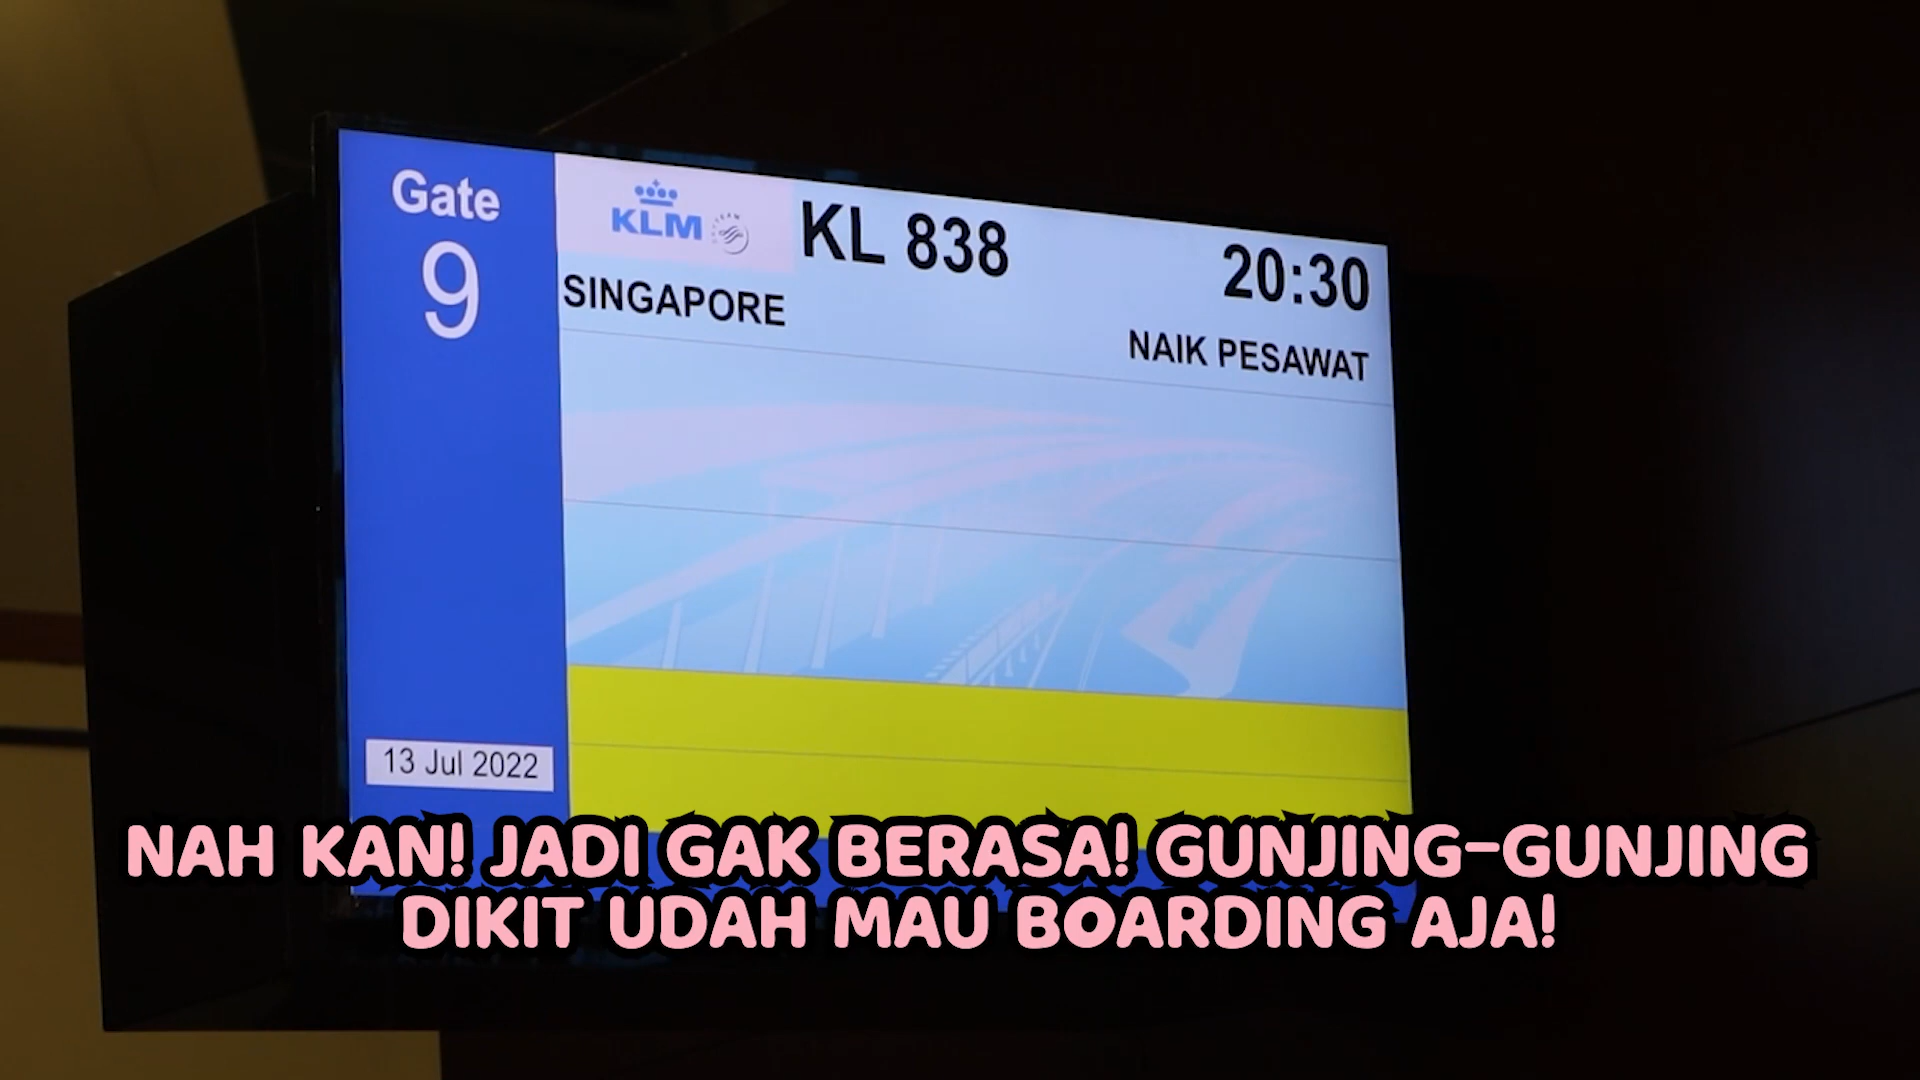 Gate
9
KLM
KL 838
20:30
SINGAPORE
NAIK PESAWAT
13 Jul 2022
NAH KAN! JADI GAK BERASA! GUNJING-GUNJING
DIKIT UDAH MAU BOARDING AJA!